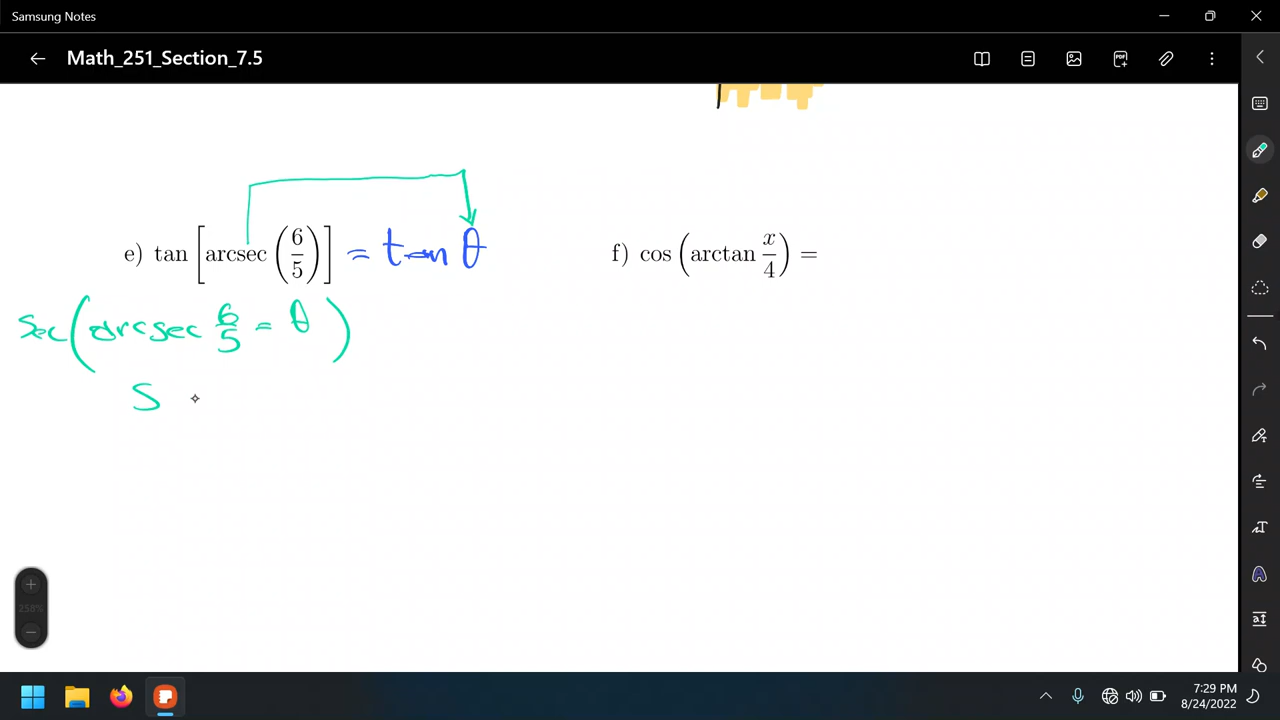 Samsung Notes
Math_251_Section_7.5
e) tan [arcsec (6/5)] = tan θ
f) cos (arctan x/4) =
sec(arcsec 6/5 = θ)
S
258%
7:29 PM
8/24/2022